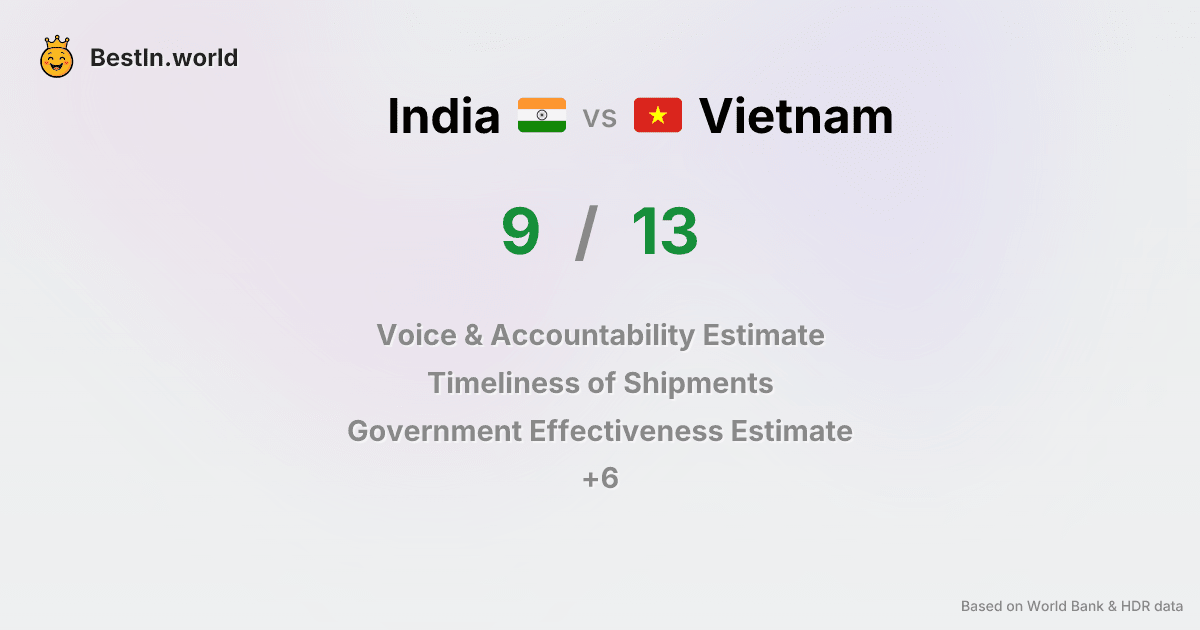 BestIn.world
India vs Vietnam
9 / 13
Voice & Accountability Estimate
Timeliness of Shipments
Government Effectiveness Estimate
+6
Based on World Bank & HDR data